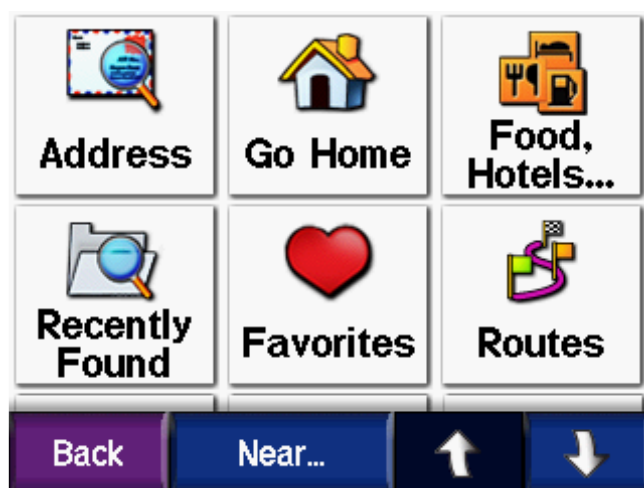 Address
Go Home
Food,
Hotels...
Recently
Found
Favorites
Routes
Back
Near...